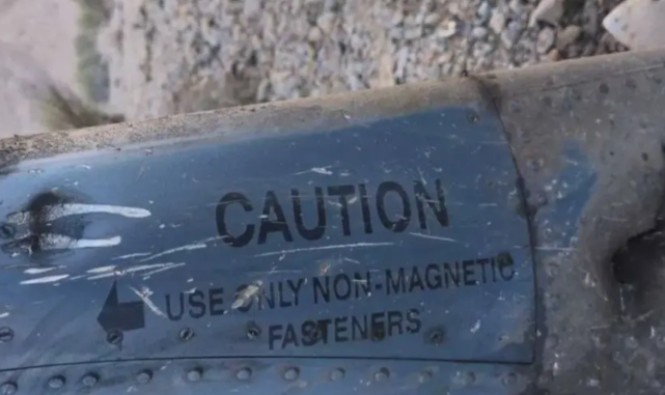 CAUTION
USE ONLY NON-MAGNETIC
FASTENERS